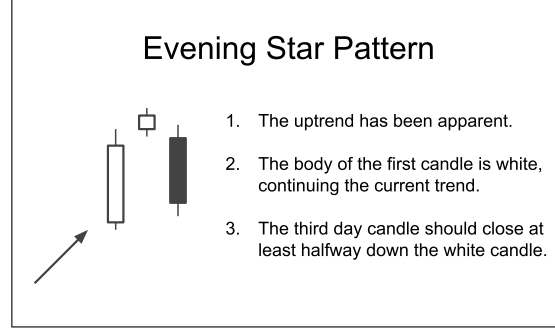 Evening Star Pattern
1. The uptrend has been apparent.
2. The body of the first candle is white,
continuing the current trend.
3. The third day candle should close at
least halfway down the white candle.